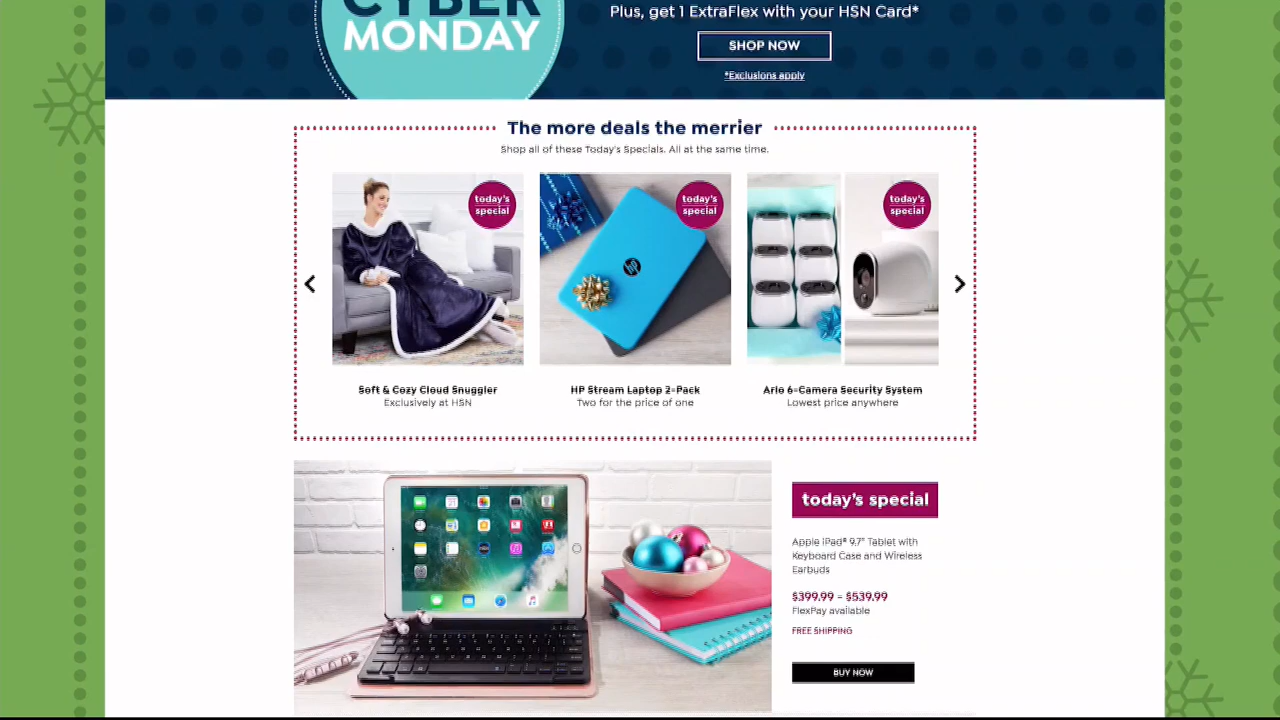 CYBER
MONDAY
Plus, get 1 ExtraFlex with your HSN Card*
SHOP NOW
*Exclusions apply
The more deals the merrier
Shop all of these Today's Specials. All at the same time.
today's
special
today's
special
today's
special
hp
Soft & Cozy Cloud Snuggler
Exclusively at HSN
HP Stream Laptop 2-Pack
Two for the price of one
Arlo 6-Camera Security System
Lowest price anywhere
today's special
Apple iPad® 9.7" Tablet with
Keyboard Case and Wireless
Earbuds
$399.99 - $539.99
FlexPay available
FREE SHIPPING
BUY NOW